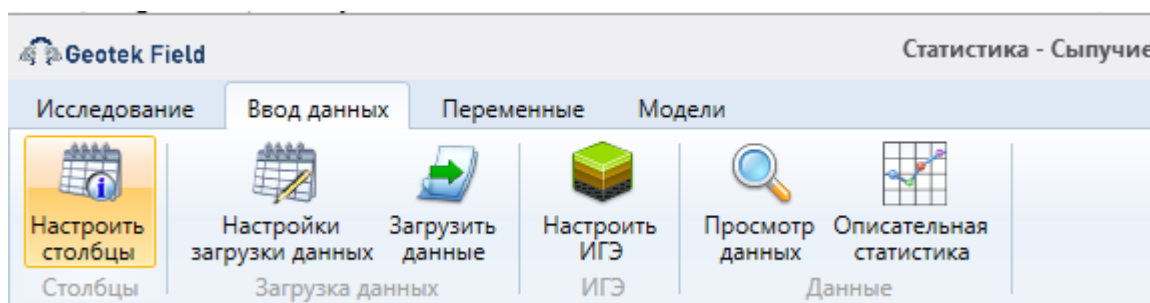 Geotek Field
Статистика - Сыпучие
Исследование Ввод данных Переменные Модели
Настроить столбцы
Настройки загрузки данных
Загрузить данные
Настроить ИГЭ
Просмотр данных
Описательная статистика
Столбцы Загрузка данных ИГЭ Данные